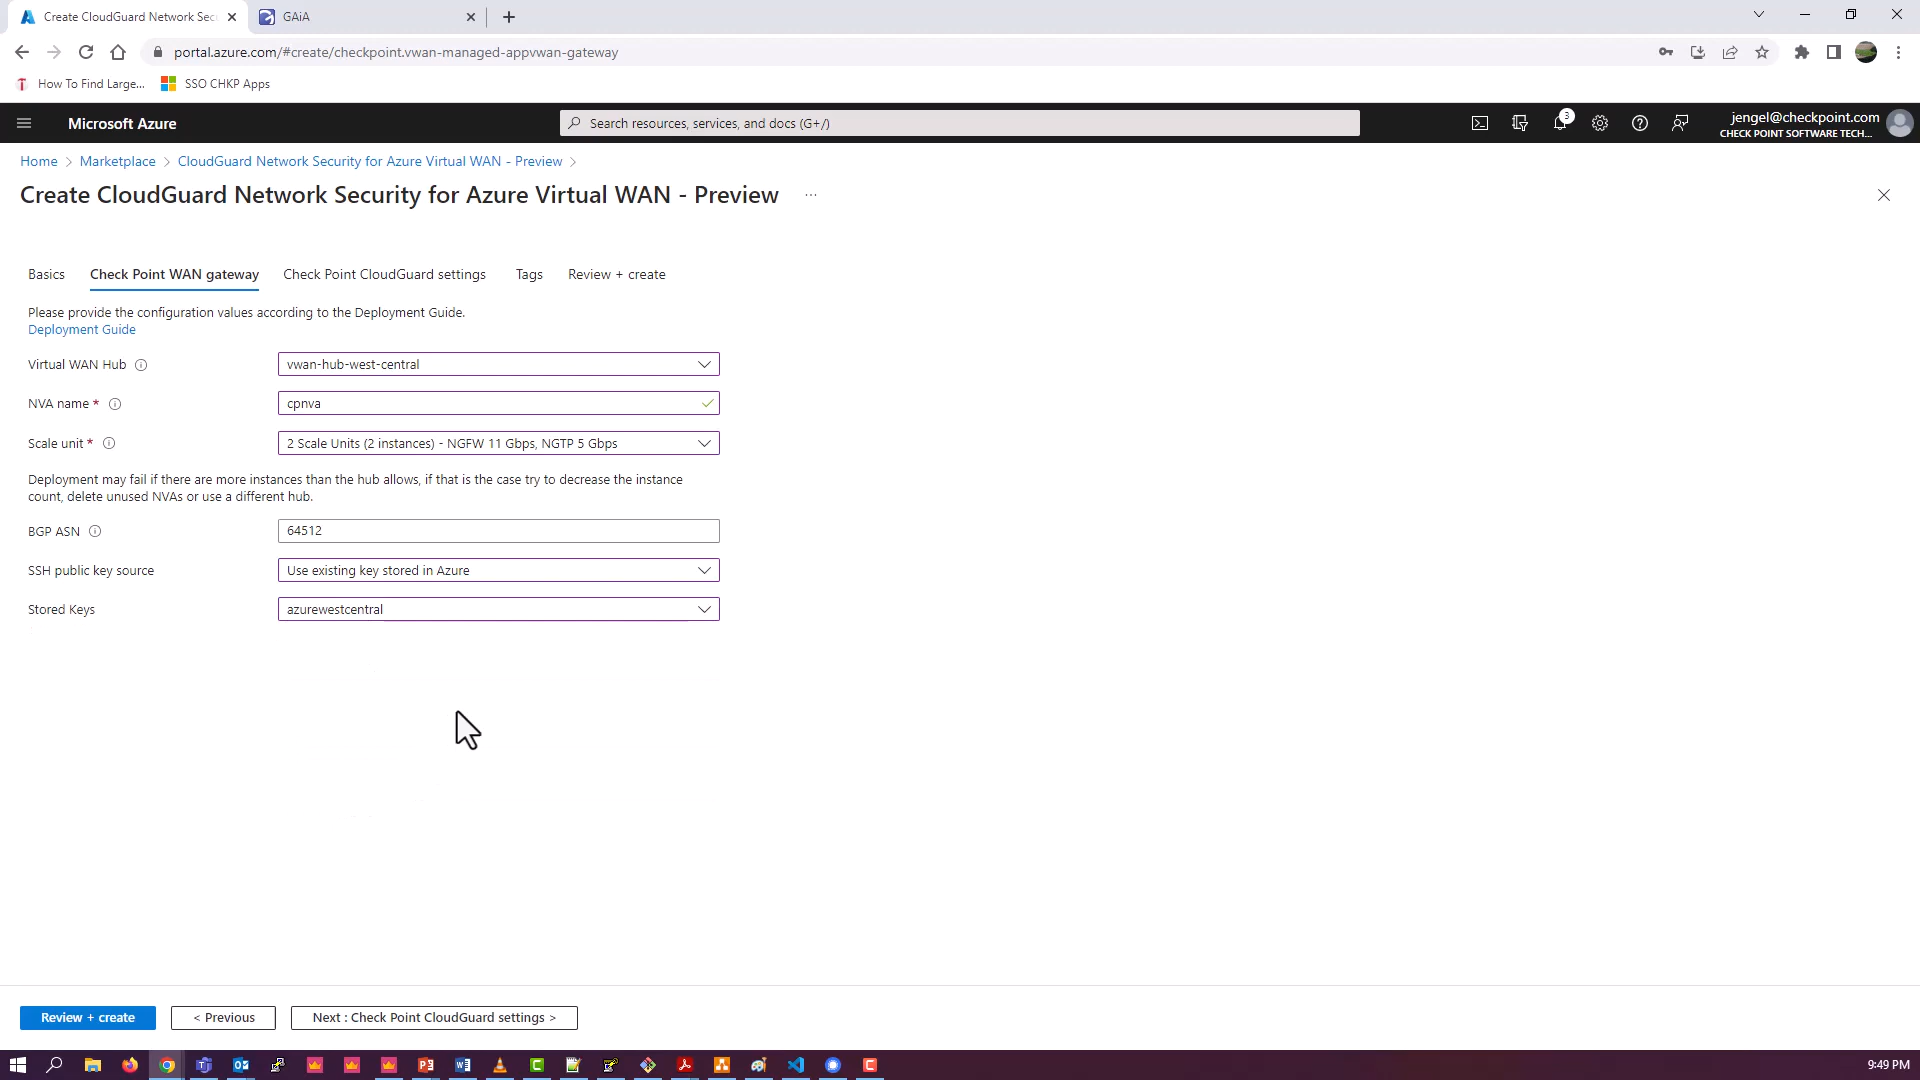 Create CloudGuard Network Sec
GAiA
portal.azure.com/#create/checkpoint.vwan-managed-appvwan-gateway
How To Find Large...
SSO CHKP Apps
Microsoft Azure
Search resources, services, and docs (G+/)
3
jengel@checkpoint.com
CHECK POINT SOFTWARE TECH...
Home > Marketplace > CloudGuard Network Security for Azure Virtual WAN - Preview >
Create CloudGuard Network Security for Azure Virtual WAN - Preview ...
Basics
Check Point WAN gateway
Check Point CloudGuard settings
Tags
Review + create
Please provide the configuration values according to the Deployment Guide.
Deployment Guide
Virtual WAN Hub
vwan-hub-west-central
NVA name *
cpnva
Scale unit *
2 Scale Units (2 instances) - NGFW 11 Gbps, NGTP 5 Gbps
Deployment may fail if there are more instances than the hub allows, if that is the case try to decrease the instance
count, delete unused NVAs or use a different hub.
BGP ASN
64512
SSH public key source
Use existing key stored in Azure
Stored Keys
azurewestcentral
Review + create
< Previous
Next : Check Point CloudGuard settings >
9:49 PM